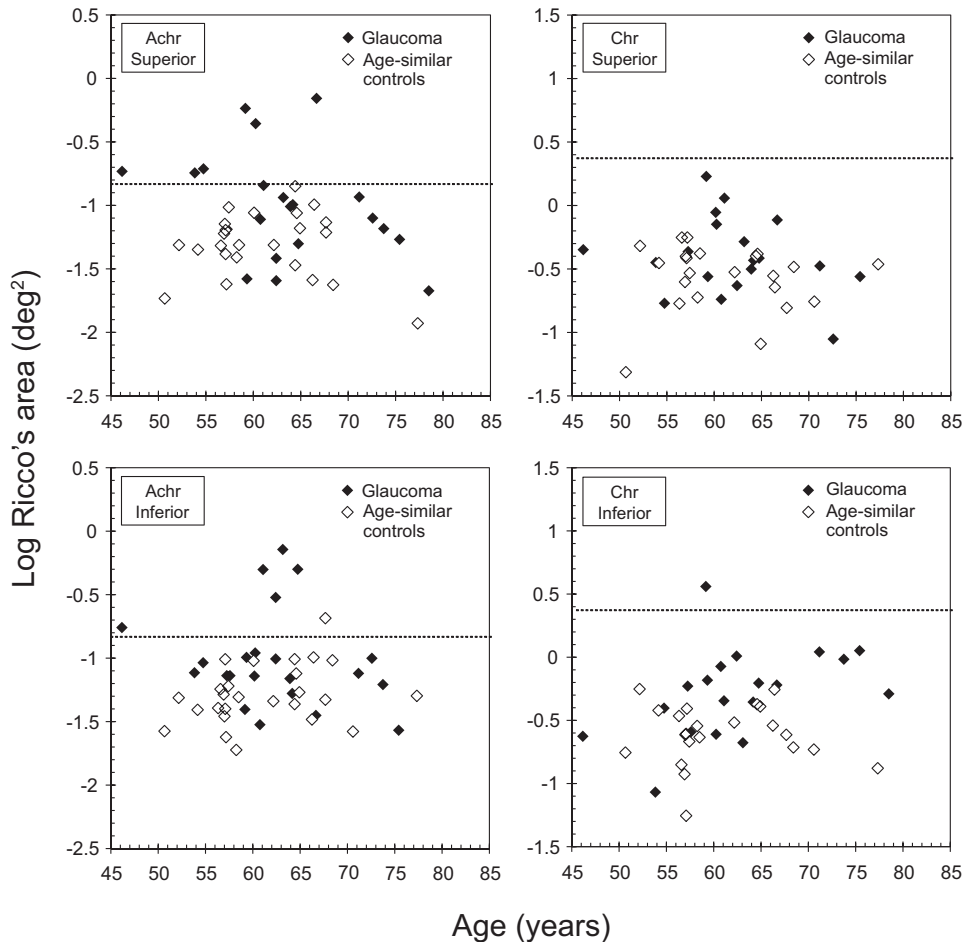 Log Ricco's area (deg²)
0.5
0
-0.5
-1
-1.5
-2
-2.5
Achr
Superior
Glaucoma
Age-similar
controls
45 50 55 60 65 70 75 80 85
1.5
1
0.5
0
-0.5
-1
-1.5
Chr
Superior
Glaucoma
Age-similar
controls
45 50 55 60 65 70 75 80 85
0.5
0
-0.5
-1
-1.5
-2
-2.5
Achr
Inferior
Glaucoma
Age-similar
controls
45 50 55 60 65 70 75 80 85
1.5
1
0.5
0
-0.5
-1
-1.5
Chr
Inferior
Glaucoma
Age-similar
controls
45 50 55 60 65 70 75 80 85
Age (years)